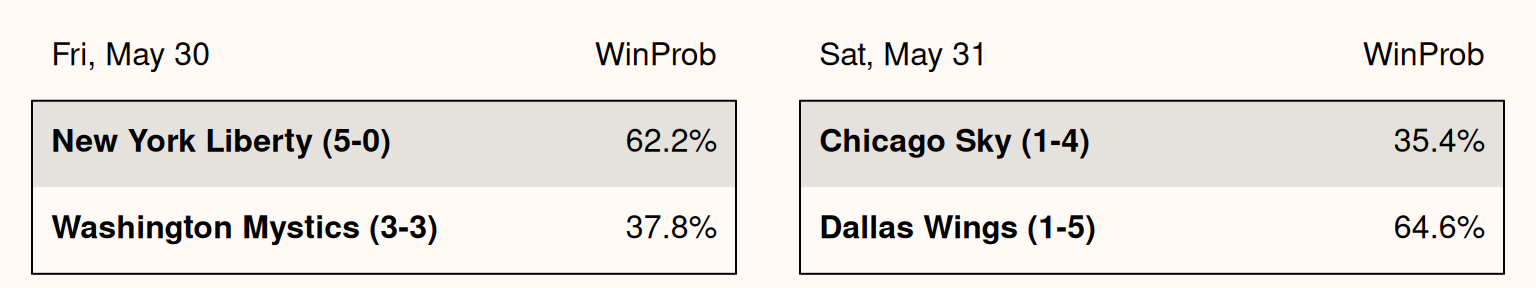 Fri, May 30 WinProb
New York Liberty (5-0) 62.2%
Washington Mystics (3-3) 37.8%
Sat, May 31 WinProb
Chicago Sky (1-4) 35.4%
Dallas Wings (1-5) 64.6%